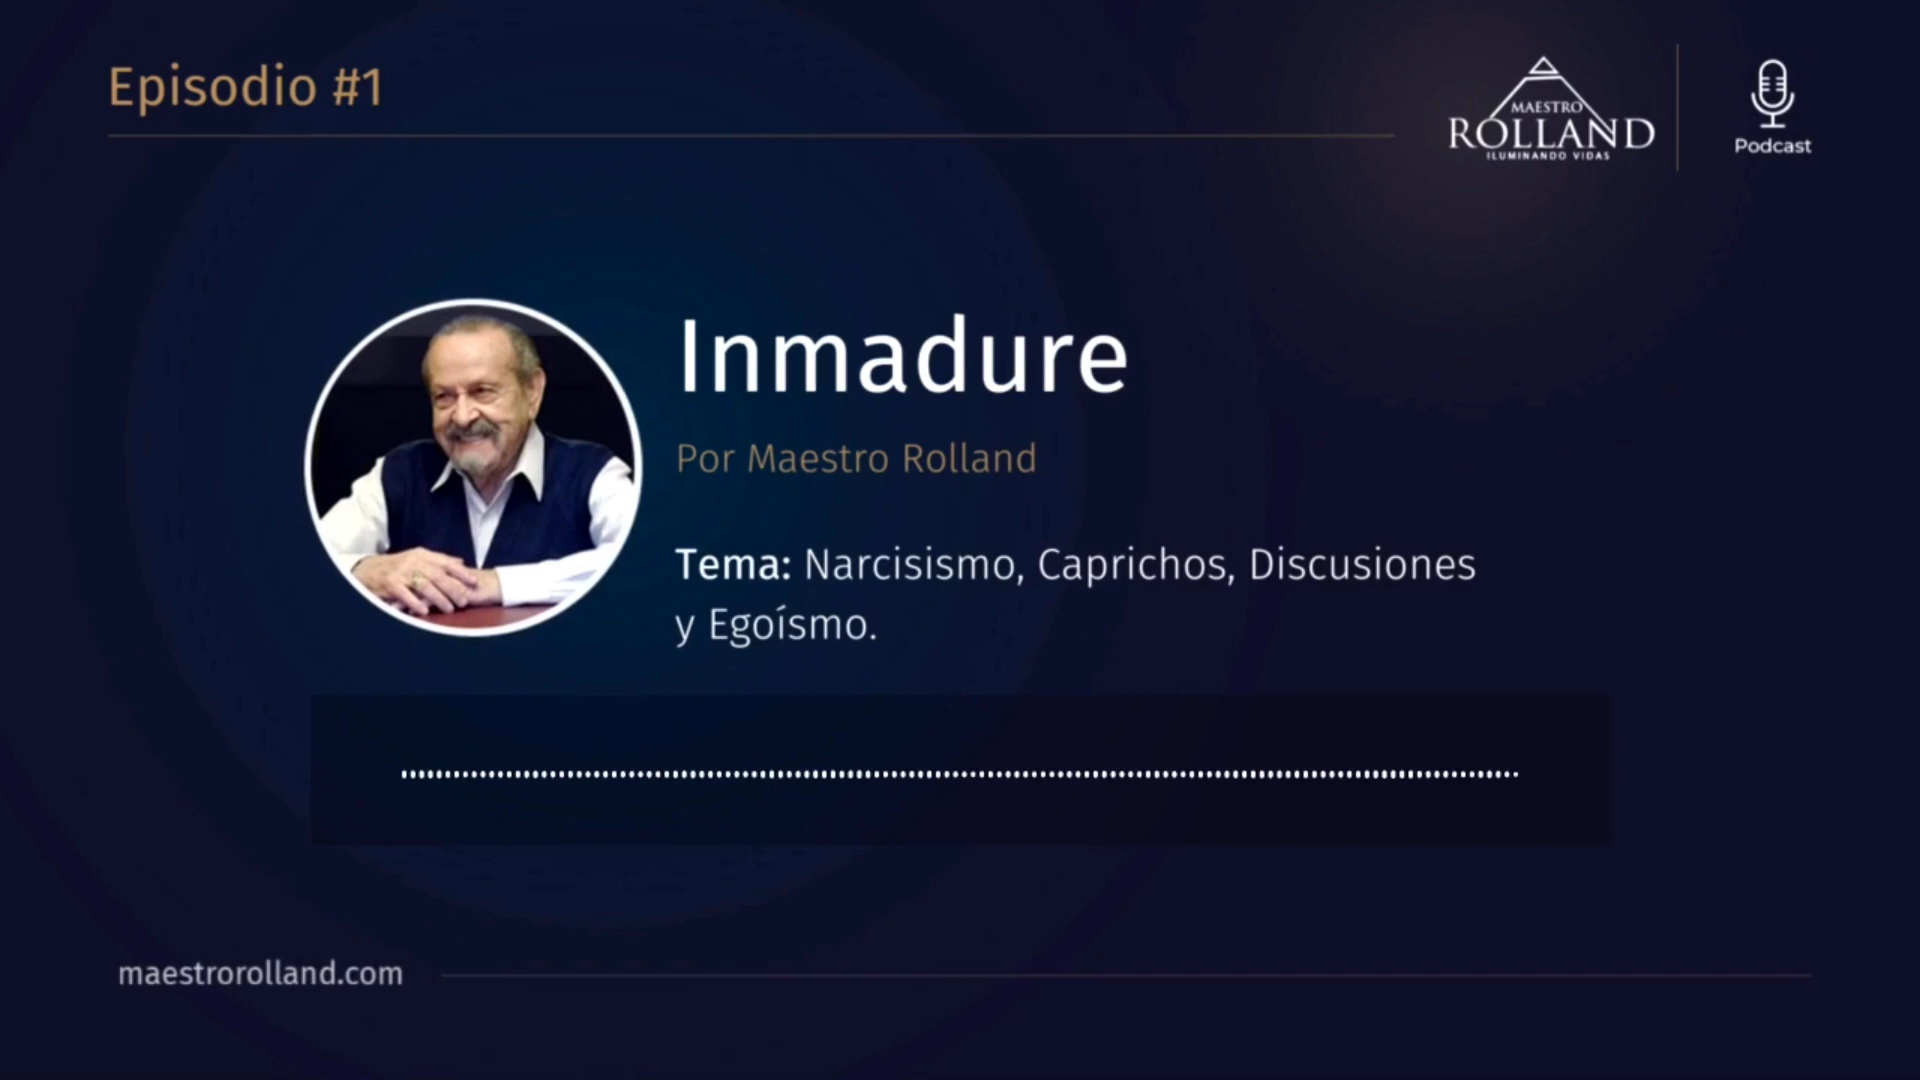 Episodio #1
MAESTRO
ROLLAND
ILUMINANDO VIDAS
Podcast
Inmadure
Por Maestro Rolland
Tema: Narcisismo, Caprichos, Discusiones
y Egoísmo.
maestrorolland.com